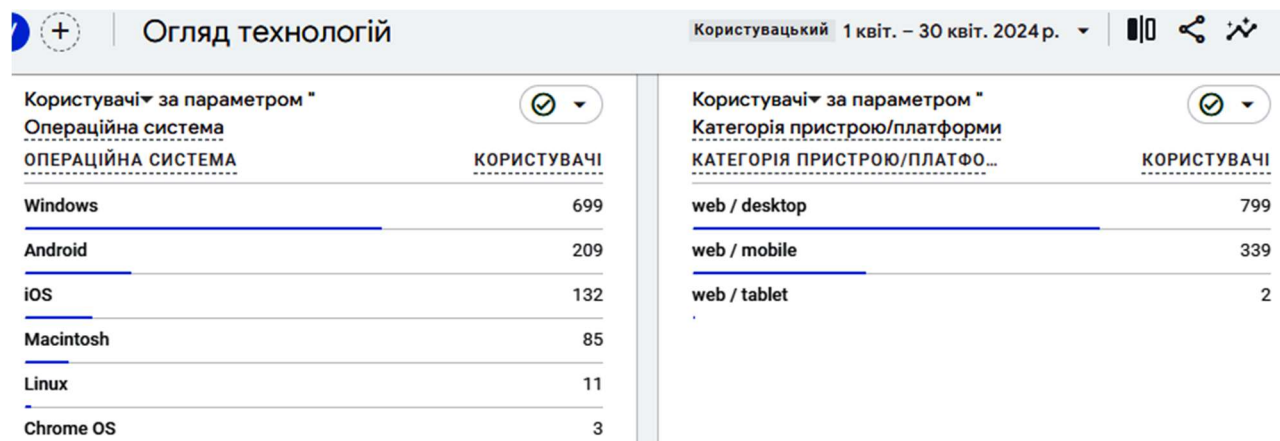 Огляд технологій
Користувацький 1 квіт. – 30 квіт. 2024 р.
Користувачі за параметром "
Операційна система
ОПЕРАЦІЙНА СИСТЕМА КОРИСТУВАЧІ
Windows 699
Android 209
iOS 132
Macintosh 85
Linux 11
Chrome OS 3
Користувачі за параметром "
Категорія пристрою/платформи
КАТЕГОРІЯ ПРИСТРОЮ/ПЛАТФО... КОРИСТУВАЧІ
web / desktop 799
web / mobile 339
web / tablet 2